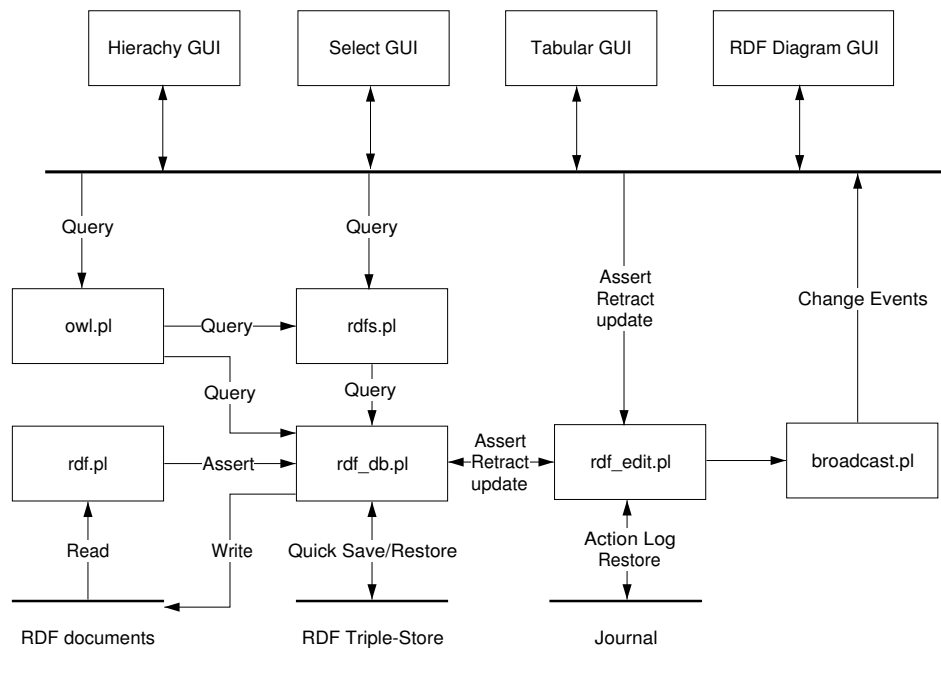 Hierachy GUI
Select GUI
Tabular GUI
RDF Diagram GUI
Query
Query
Assert
Retract
update
Change Events
owl.pl
Query
rdfs.pl
Query
Query
rdf.pl
Assert
rdf_db.pl
Assert
Retract
update
rdf_edit.pl
broadcast.pl
Read
Write
Quick Save/Restore
Action Log
Restore
RDF documents
RDF Triple-Store
Journal